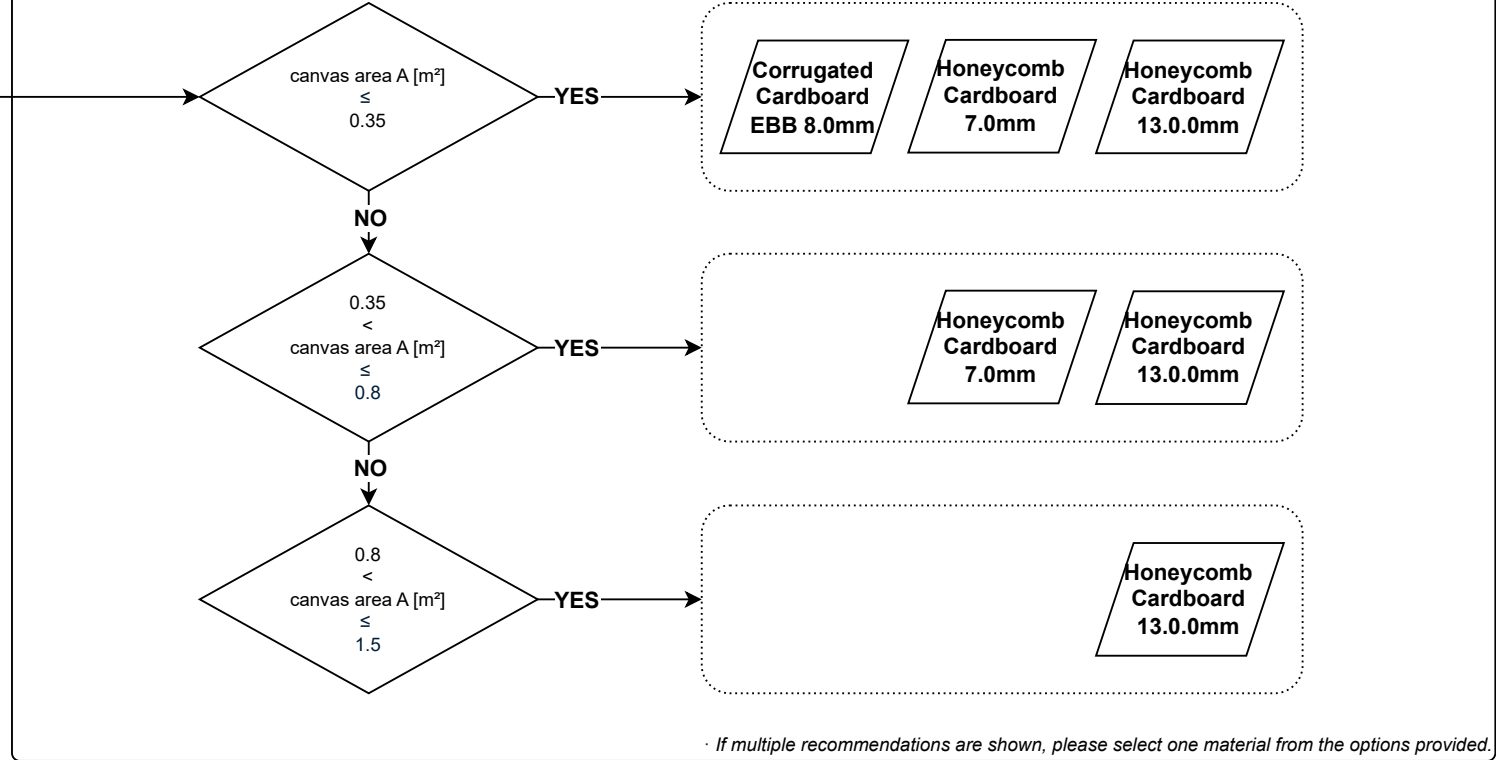 canvas area A [m²]
≤
0.35
YES
Corrugated
Cardboard
EBB 8.0mm
Honeycomb
Cardboard
7.0mm
Honeycomb
Cardboard
13.0.0mm
NO
0.35
<
canvas area A [m²]
≤
0.8
YES
Honeycomb
Cardboard
7.0mm
Honeycomb
Cardboard
13.0.0mm
NO
0.8
<
canvas area A [m²]
≤
1.5
YES
Honeycomb
Cardboard
13.0.0mm
· If multiple recommendations are shown, please select one material from the options provided.